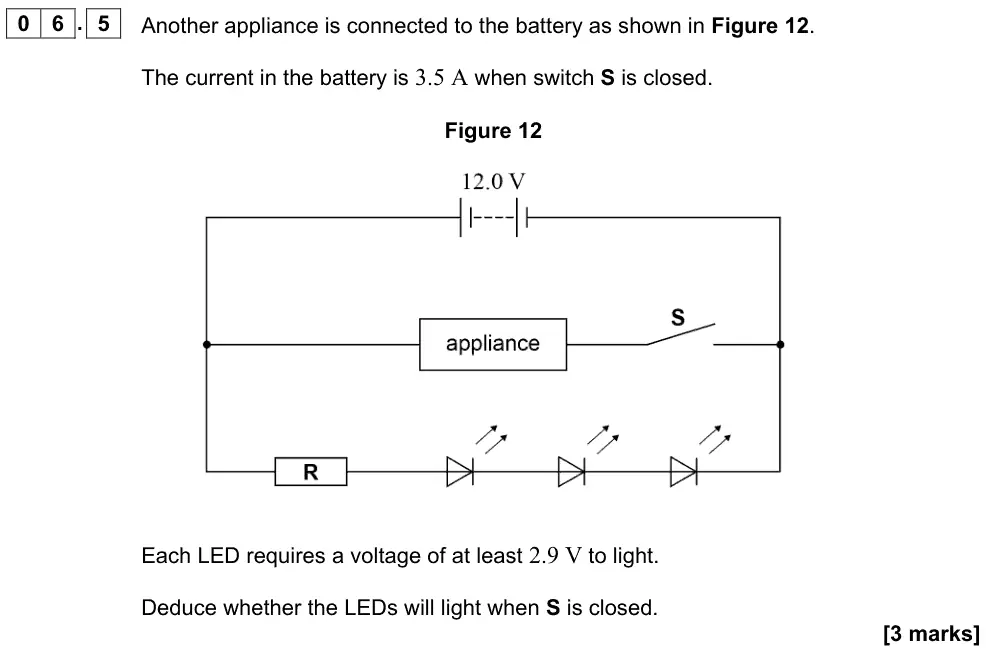 0 6 . 5 Another appliance is connected to the battery as shown in Figure 12.
The current in the battery is 3.5 A when switch S is closed.
Figure 12
12.0 V
S
appliance
R
Each LED requires a voltage of at least 2.9 V to light.
Deduce whether the LEDs will light when S is closed.
[3 marks]